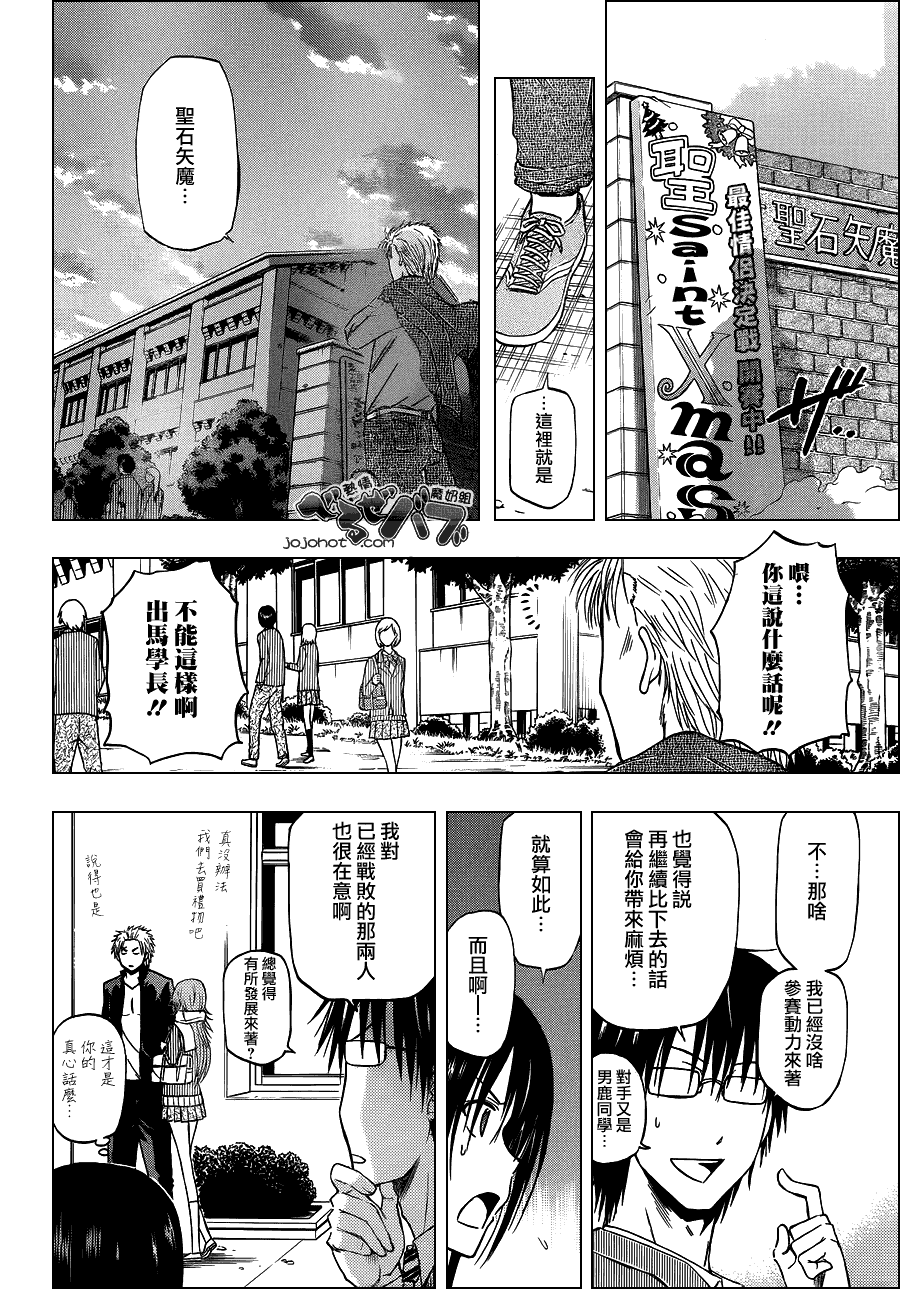 聖石矢魔
聖
Saint
X
mas
最佳情侶決定戰 開賽中!!
…這裡就是
聖石矢魔…
熱情
魔奶組
べるぜバブ
jojohot.com
喂…
你這說什麼話呢!!
不能這樣啊
出馬學長!!
不…那啥
我已經沒啥
參賽動力來著
也覺得說
再繼續比下去的話
會給你帶來麻煩…
對手又是
男鹿同學…
就算如此…
而且啊——…
我對
已經戰敗的那兩人
也很在意啊
總覺得
有所發展來著?
真沒辦法
我們去買禮物吧
說得也是
這才是
你的
真心話麼…